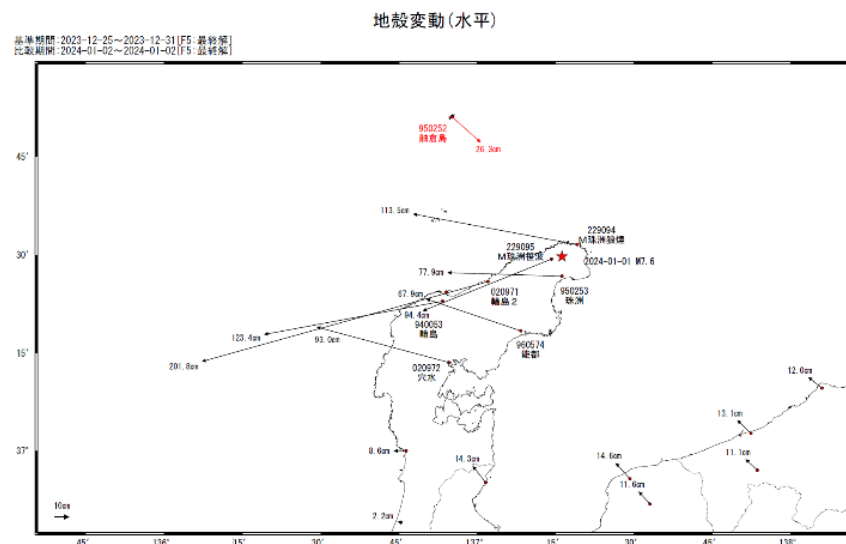 地殻変動(水平)
基準期間:2023-12-25~2023-12-31[F5:最終解]
比較期間:2024-01-02~2024-01-02[F5:最終解]
950252
舳倉島
26.3cm
45'
113.5cm
229094
M珠洲狼煙
229095
M珠洲笹波
30'
2024-01-01 M7.6
77.9cm
020971
輪島2
950253
珠洲
67.9cm
94.4cm
940053
輪島
123.4cm
93.0cm
960574
能都
15'
201.8cm
020972
穴水
12.0cm
13.1cm
37°
8.6cm
14.3cm
14.6cm
11.1cm
11.6cm
10cm
2.2cm
45'
136°
15'
30'
45'
137°
15'
30'
45'
138°